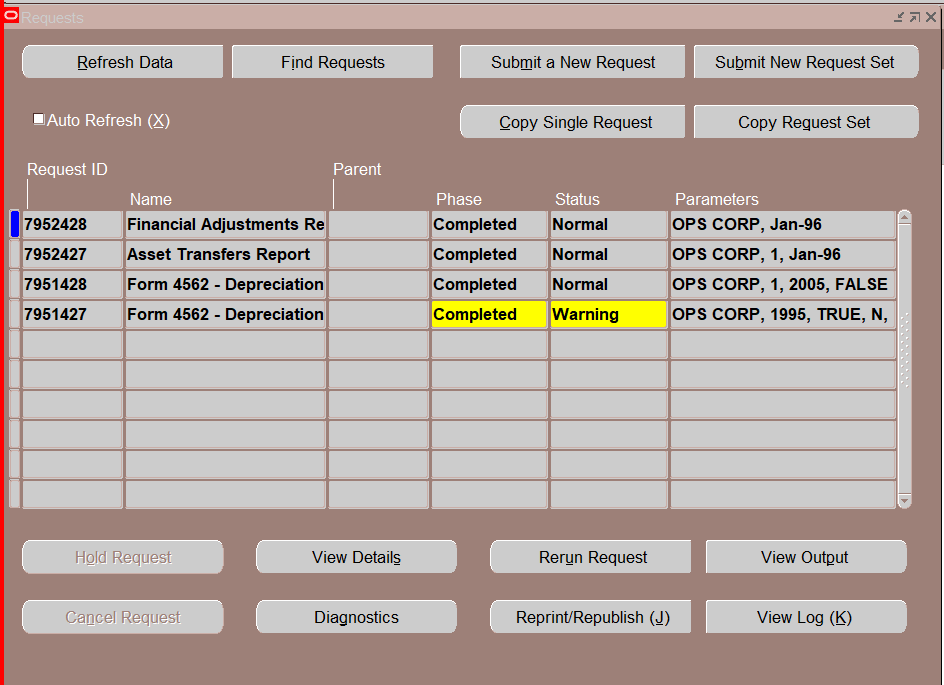 Requests
Refresh Data Find Requests Submit a New Request Submit New Request Set
Auto Refresh (X) Copy Single Request Copy Request Set
Request ID Parent
Name Phase Status Parameters
7952428 Financial Adjustments Re Completed Normal OPS CORP, Jan-96
7952427 Asset Transfers Report Completed Normal OPS CORP, 1, Jan-96
7951428 Form 4562 - Depreciation Completed Normal OPS CORP, 1, 2005, FALSE
7951427 Form 4562 - Depreciation Completed Warning OPS CORP, 1995, TRUE, N,
Hold Request View Details Rerun Request View Output
Cancel Request Diagnostics Reprint/Republish (J) View Log (K)